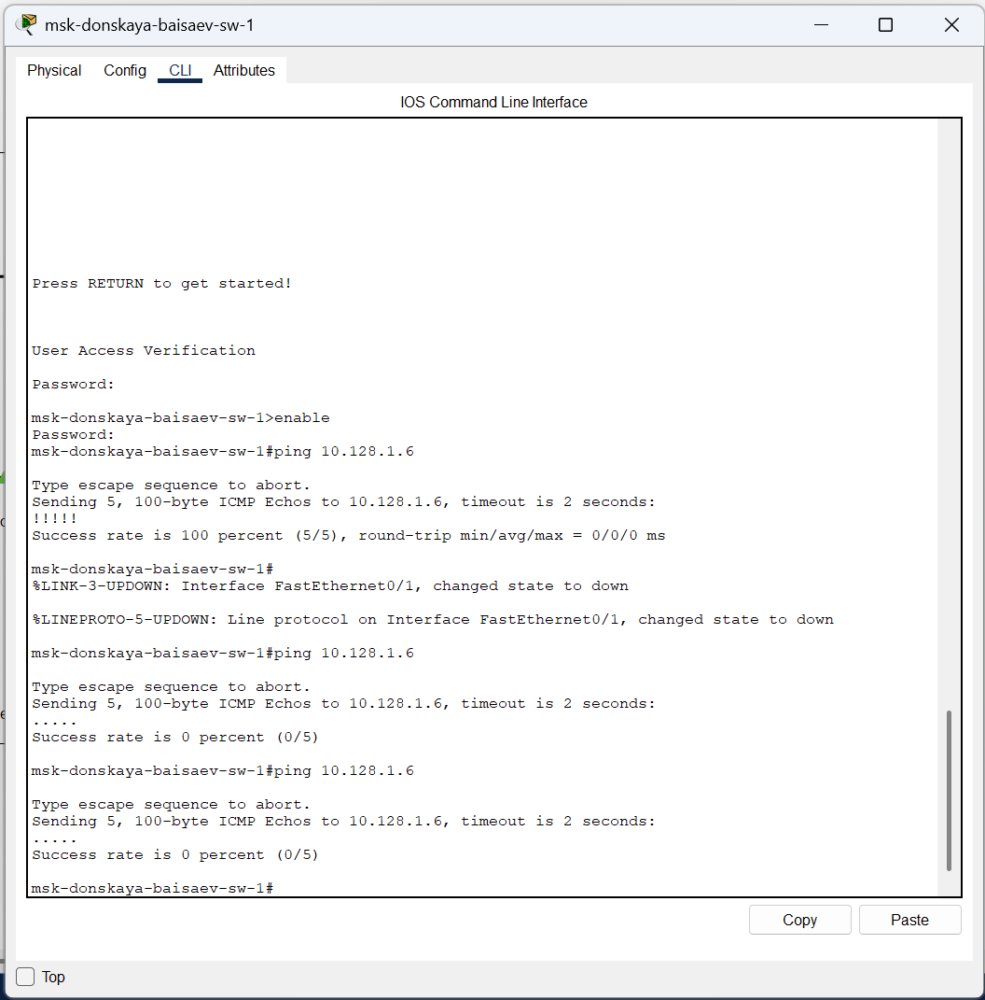 msk-donskaya-baisaev-sw-1
Physical Config CLI Attributes
IOS Command Line Interface
Press RETURN to get started!
User Access Verification
Password:
msk-donskaya-baisaev-sw-1>enable
Password:
msk-donskaya-baisaev-sw-1#ping 10.128.1.6
Type escape sequence to abort.
Sending 5, 100-byte ICMP Echos to 10.128.1.6, timeout is 2 seconds:
!!!!!
Success rate is 100 percent (5/5), round-trip min/avg/max = 0/0/0 ms
msk-donskaya-baisaev-sw-1#
%LINK-3-UPDOWN: Interface FastEthernet0/1, changed state to down
%LINEPROTO-5-UPDOWN: Line protocol on Interface FastEthernet0/1, changed state to down
msk-donskaya-baisaev-sw-1#ping 10.128.1.6
Type escape sequence to abort.
Sending 5, 100-byte ICMP Echos to 10.128.1.6, timeout is 2 seconds:
.....
Success rate is 0 percent (0/5)
msk-donskaya-baisaev-sw-1#ping 10.128.1.6
Type escape sequence to abort.
Sending 5, 100-byte ICMP Echos to 10.128.1.6, timeout is 2 seconds:
.....
Success rate is 0 percent (0/5)
msk-donskaya-baisaev-sw-1#
Copy Paste
Top